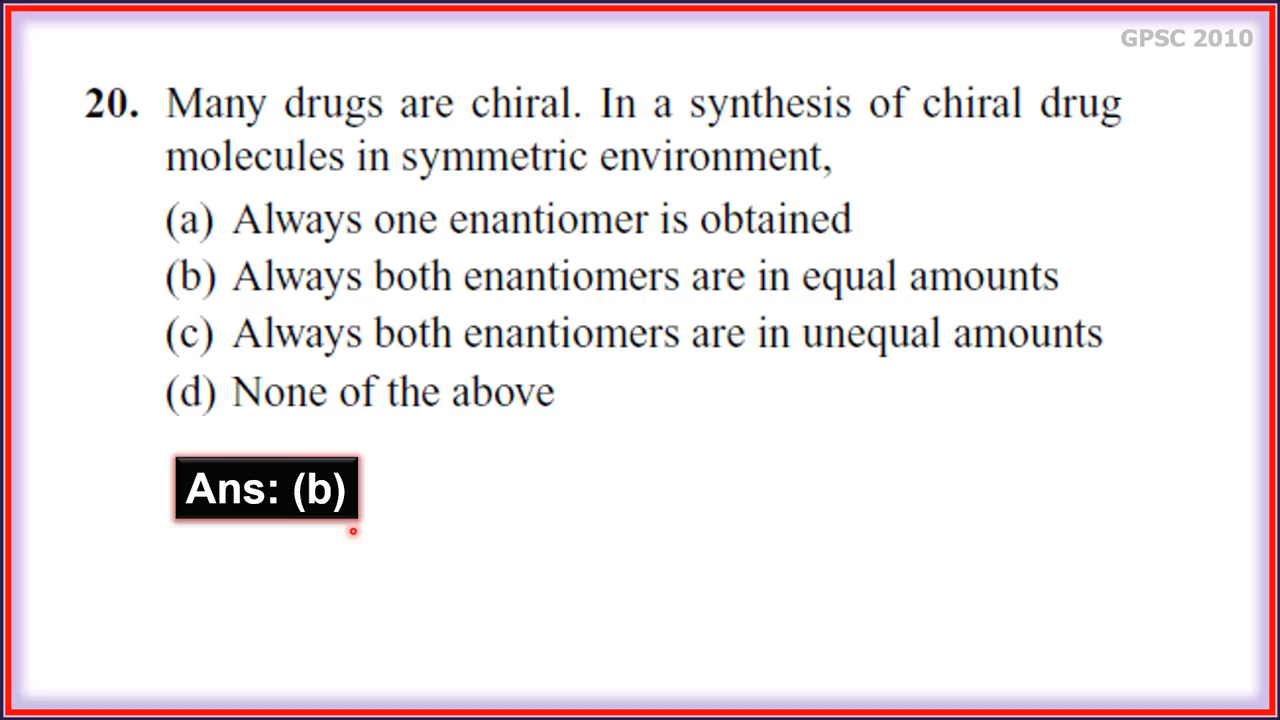 GPSC 2010
20. Many drugs are chiral. In a synthesis of chiral drug
molecules in symmetric environment,
(a) Always one enantiomer is obtained
(b) Always both enantiomers are in equal amounts
(c) Always both enantiomers are in unequal amounts
(d) None of the above
Ans: (b)